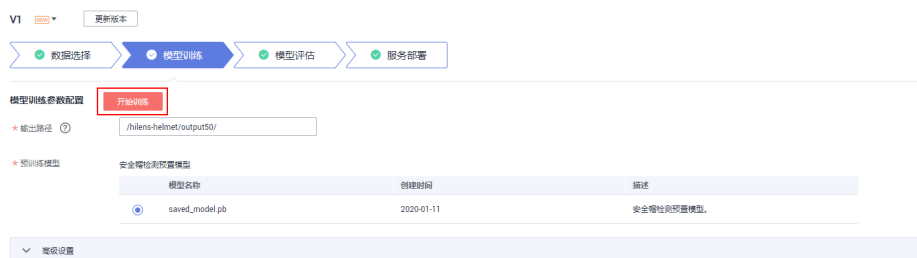 V1 NEW 更新版本
数据选择 模型训练 模型评估 服务部署
模型训练参数配置 开始训练
* 输出路径 ? /hilens-helmet/output50/
* 预训练模型 安全帽检测预置模型
模型名称 创建时间 描述
saved_model.pb 2020-01-11 安全帽检测预置模型。
高级设置